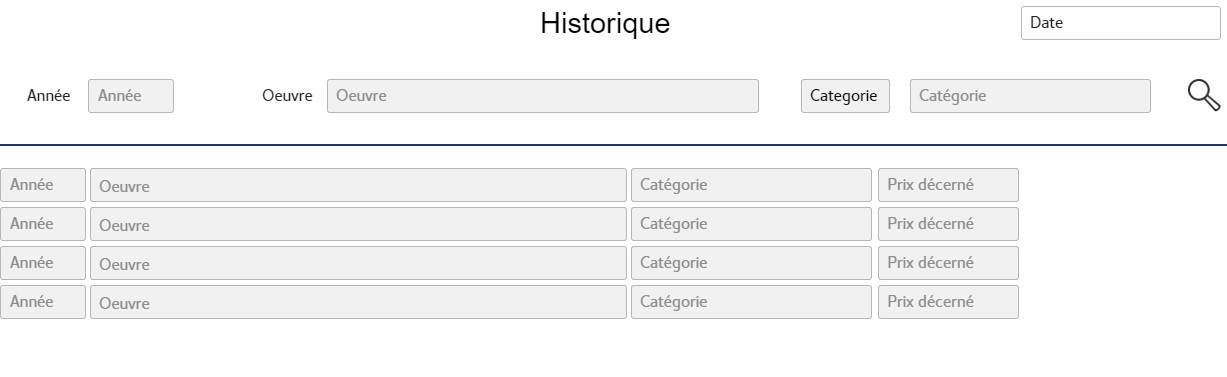 Historique
Date
Année Année Oeuvre Oeuvre Categorie Catégorie
Année Oeuvre Catégorie Prix décerné
Année Oeuvre Catégorie Prix décerné
Année Oeuvre Catégorie Prix décerné
Année Oeuvre Catégorie Prix décerné